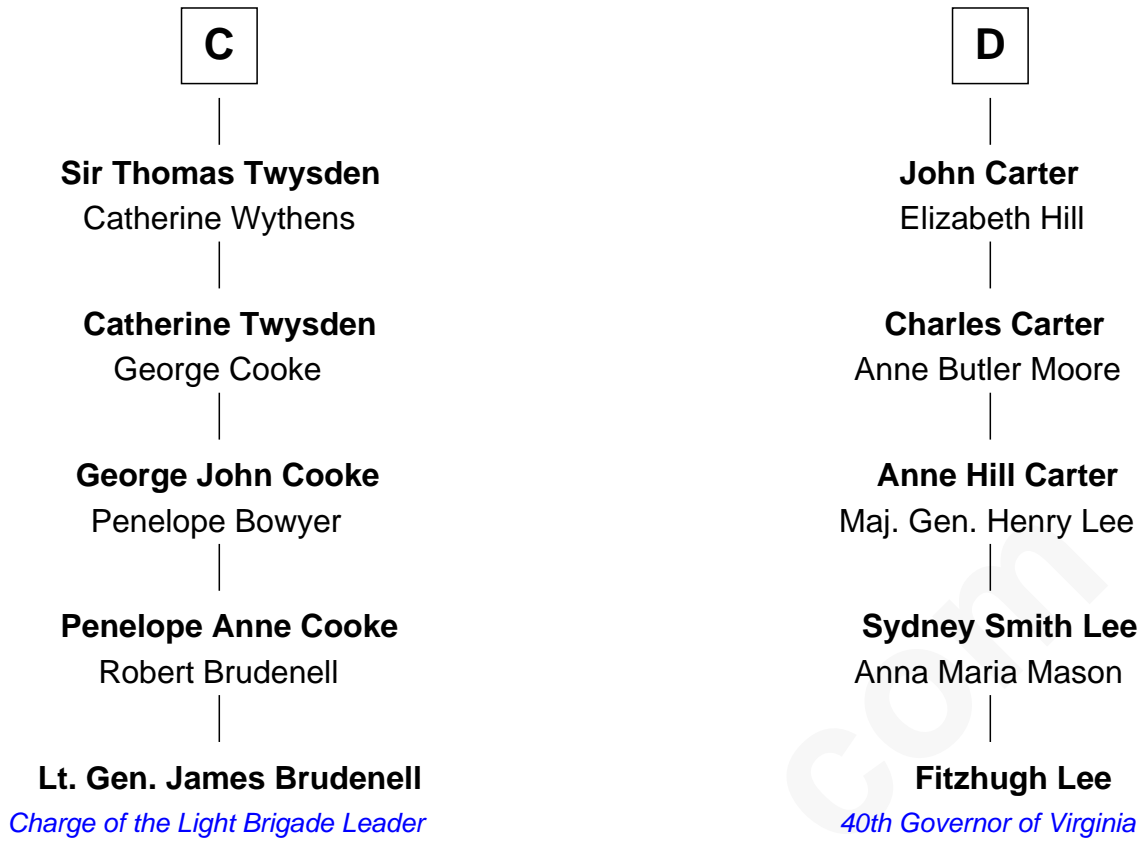 C
Sir Thomas Twysden
Catherine Wythens
Catherine Twysden
George Cooke
George John Cooke
Penelope Bowyer
Penelope Anne Cooke
Robert Brudenell
Lt. Gen. James Brudenell
Charge of the Light Brigade Leader
D
John Carter
Elizabeth Hill
Charles Carter
Anne Butler Moore
Anne Hill Carter
Maj. Gen. Henry Lee
Sydney Smith Lee
Anna Maria Mason
Fitzhugh Lee
40th Governor of Virginia
com